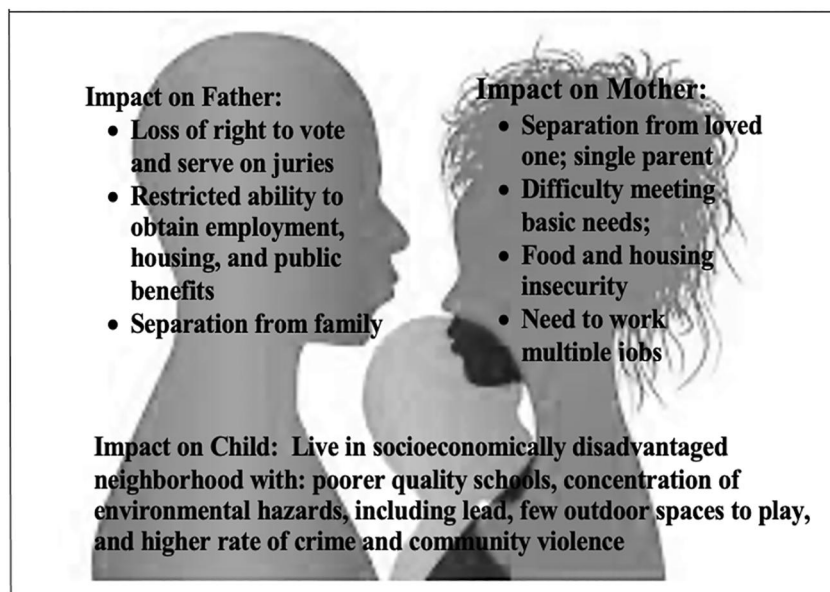 Impact on Father:
• Loss of right to vote
and serve on juries
• Restricted ability to
obtain employment,
housing, and public
benefits
• Separation from family
Impact on Mother:
• Separation from loved
one; single parent
• Difficulty meeting
basic needs;
• Food and housing
insecurity
• Need to work
multiple jobs
Impact on Child: Live in socioeconomically disadvantaged
neighborhood with: poorer quality schools, concentration of
environmental hazards, including lead, few outdoor spaces to play,
and higher rate of crime and community violence